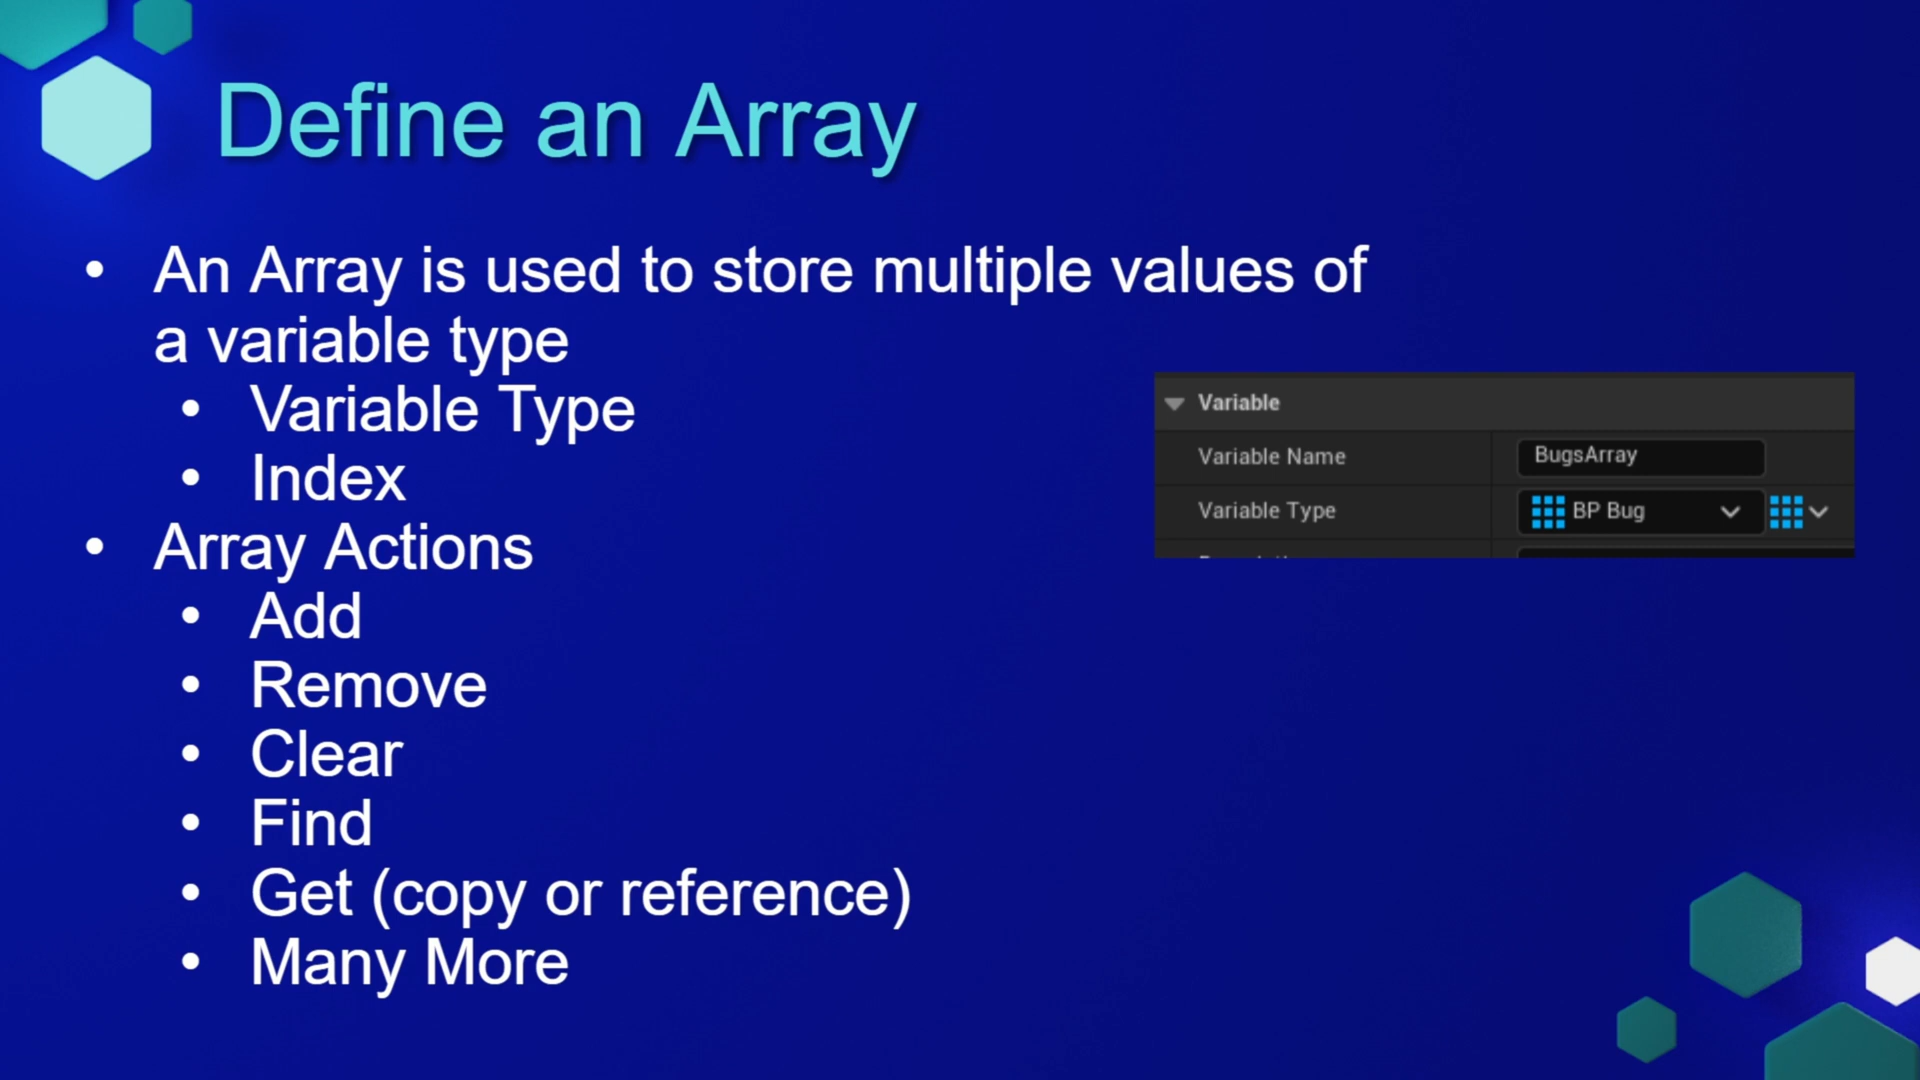 Define an Array
• An Array is used to store multiple values of
a variable type
• Variable Type
• Index
• Array Actions
• Add
• Remove
• Clear
• Find
• Get (copy or reference)
• Many More
Variable
Variable Name BugsArray
Variable Type BP Bug